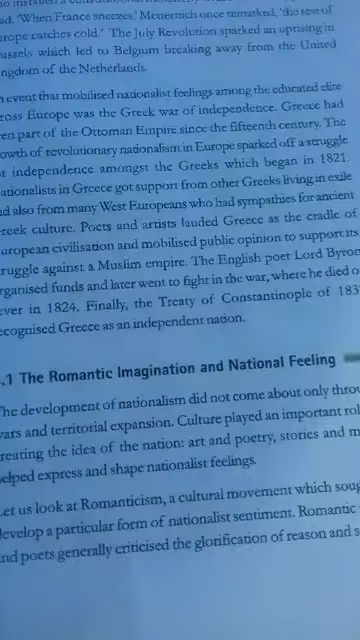 ad. 'When France sneezes,' Metternich once remarked, 'the rest of
urope catches cold.' The July Revolution sparked an uprising in
ussels which led to Belgium breaking away from the United
ngdom of the Netherlands.
n event that mobilised nationalist feelings among the educated elite
ross Europe was the Greek war of independence. Greece had
en part of the Ottoman Empire since the fifteenth century. The
owth of revolutionary nationalism in Europe sparked off a struggle
r independence amongst the Greeks which began in 1821.
ationalists in Greece got support from other Greeks living in exile
nd also from many West Europeans who had sympathies for ancient
reek culture. Poets and artists lauded Greece as the cradle of
uropean civilisation and mobilised public opinion to support its
truggle against a Muslim empire. The English poet Lord Byron
rganised funds and later went to fight in the war, where he died o
ever in 1824. Finally, the Treaty of Constantinople of 183
ecognised Greece as an independent nation.
.1 The Romantic Imagination and National Feeling
The development of nationalism did not come about only throu
wars and territorial expansion. Culture played an important rol
reating the idea of the nation: art and poetry, stories and m
elped express and shape nationalist feelings.
Let us look at Romanticism, a cultural movement which soug
develop a particular form of nationalist sentiment. Romantic
and poets generally criticised the glorification of reason and s